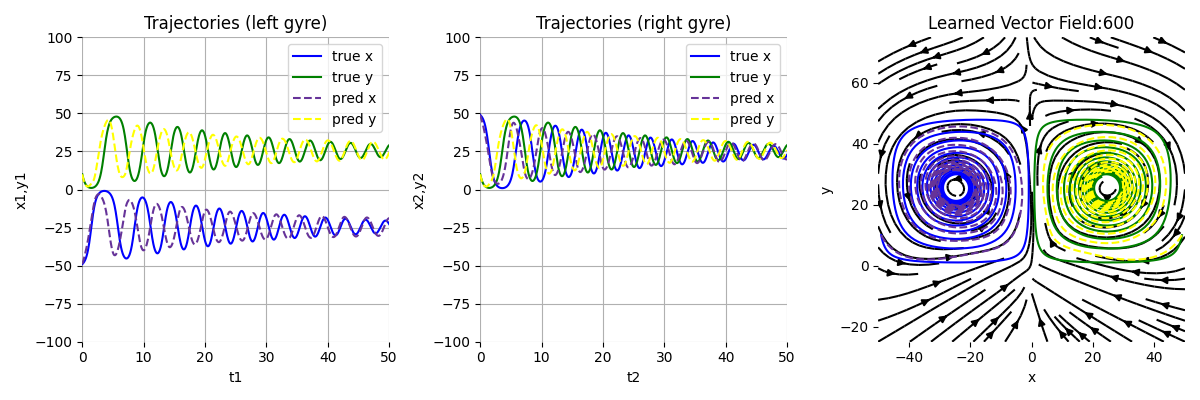 Trajectories (left gyre)
100
75
50
25
0
−25
−50
−75
−100
0 10 20 30 40 50
x1,y1
t1
true x
true y
pred x
pred y
Trajectories (right gyre)
100
75
50
25
0
−25
−50
−75
−100
0 10 20 30 40 50
x2,y2
t2
true x
true y
pred x
pred y
Learned Vector Field:600
60
40
20
0
−20
−40 −20 0 20 40
y
x